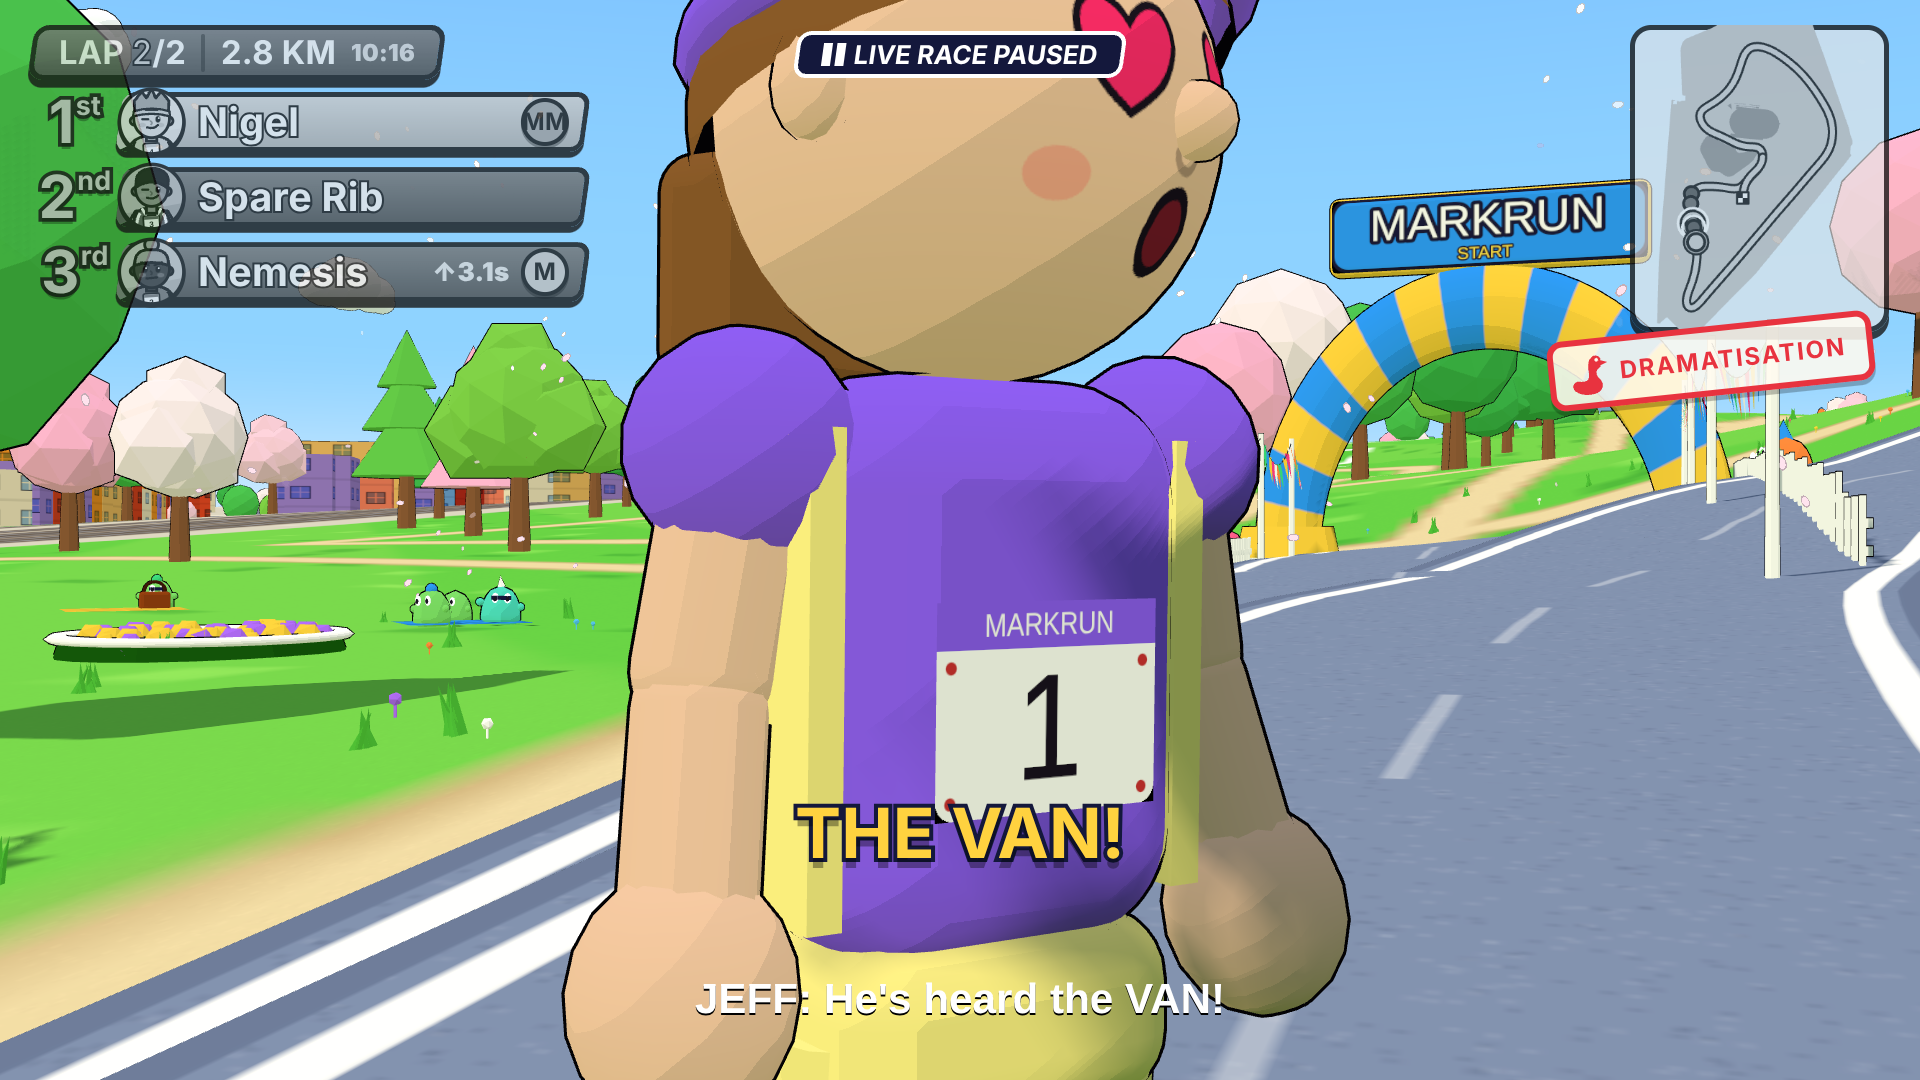 LAP 2/2 2.8 KM 10:16
LIVE RACE PAUSED
1st Nigel MM
2nd Spare Rib
3rd Nemesis ↑3.1s M
MARKRUN
START
DRAMATISATION
MARKRUN
1
THE VAN!
JEFF: He's heard the VAN!